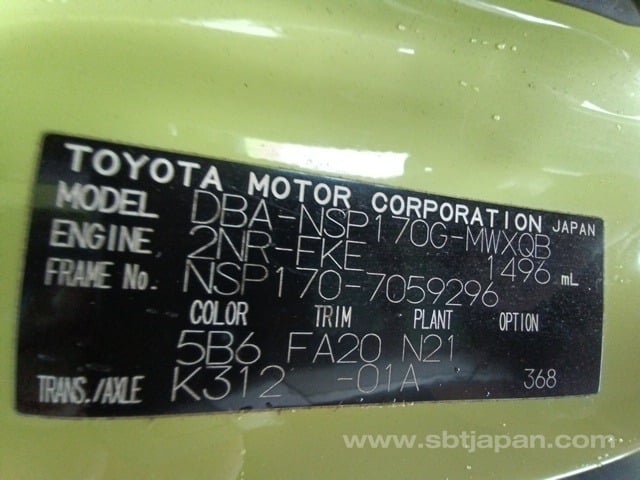 TOYOTA MOTOR CORPORATION JAPAN
MODEL DBA-NSP170G-MWXQB
ENGINE 2NR-FKE 1496 mL
FRAME No. NSP170-7059296
COLOR TRIM PLANT OPTION
5B6 FA20 N21
TRANS./AXLE K312 -01A 368
www.sbtjapan.com